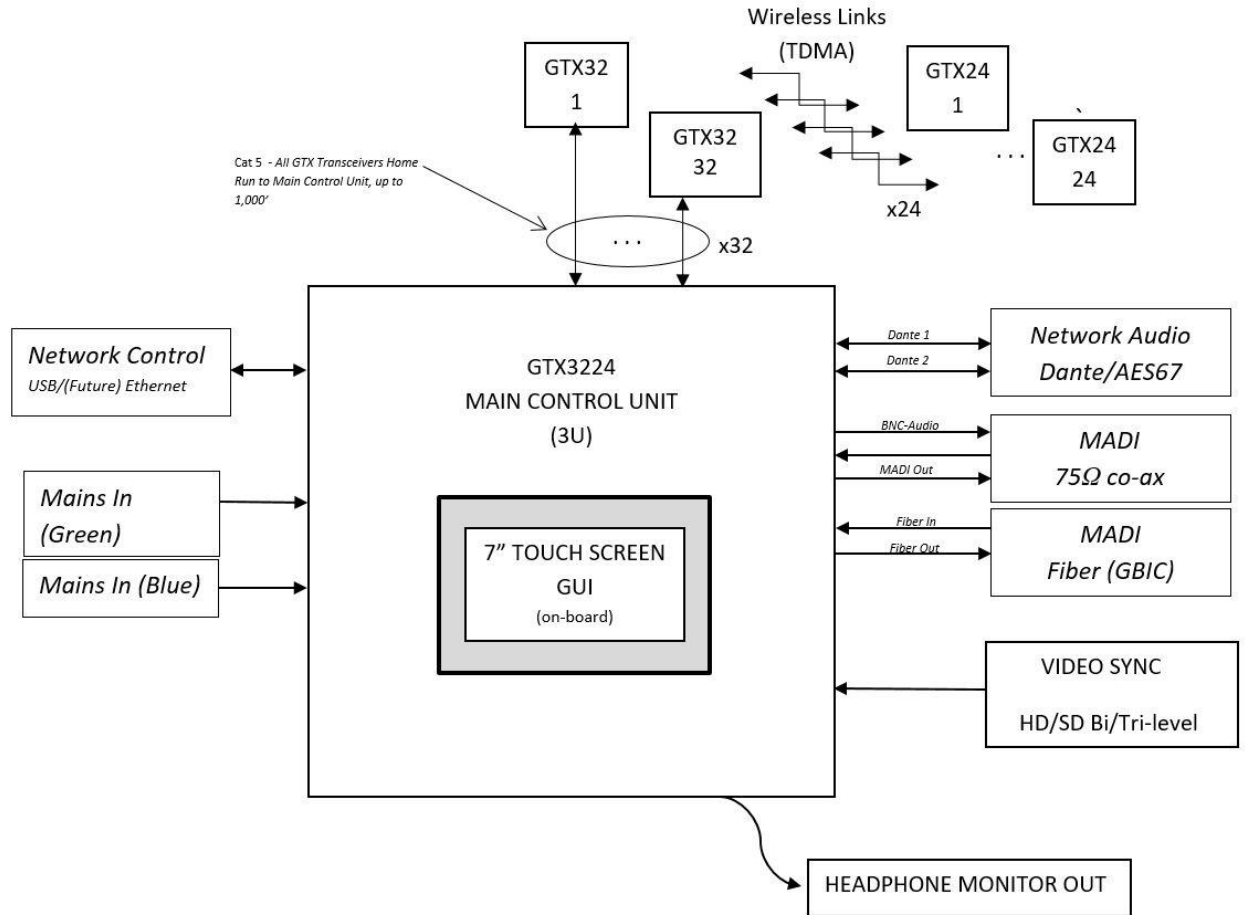 Wireless Links
(TDMA)
GTX32
1
GTX32
32
GTX24
1
`
. . .
GTX24
24
x24
Cat 5 - All GTX Transceivers Home
Run to Main Control Unit, up to
1,000’
. . .
x32
Network Control
USB/(Future) Ethernet
Mains In
(Green)
Mains In (Blue)
GTX3224
MAIN CONTROL UNIT
(3U)
7” TOUCH SCREEN
GUI
(on-board)
Dante 1
Dante 2
Network Audio
Dante/AES67
BNC-Audio
MADI Out
MADI
75Ω co-ax
Fiber In
Fiber Out
MADI
Fiber (GBIC)
VIDEO SYNC
HD/SD Bi/Tri-level
HEADPHONE MONITOR OUT